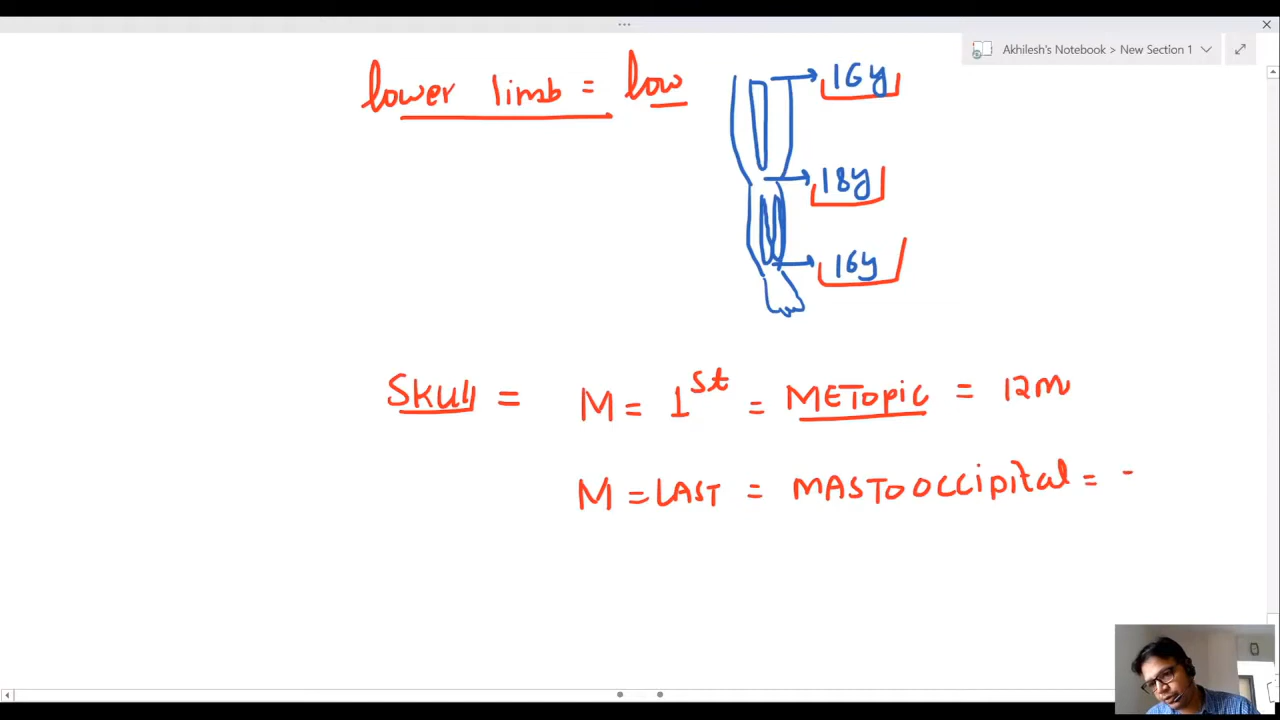 Akhilesh's Notebook > New Section 1
lower limb = low
16y
18y
16y
Skull = M = 1st = METopic = 12m
M = LAST = MASTOOCCipital = -